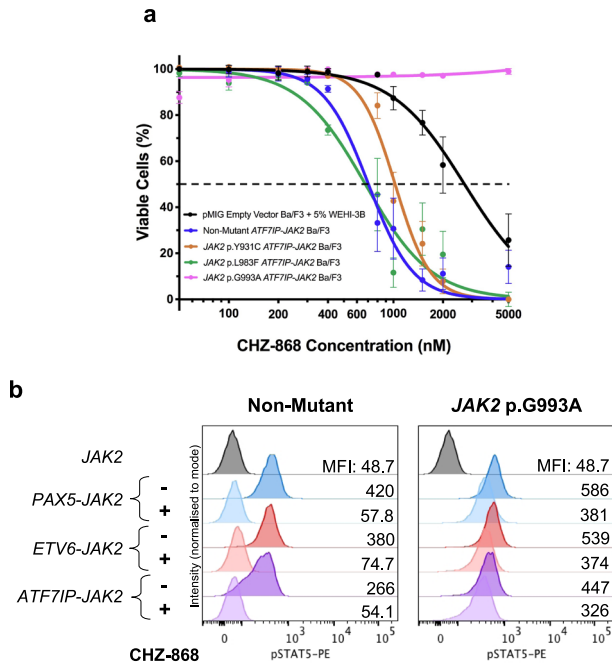 a
Viable Cells (%)
100
80
60
40
20
0
pMIG Empty Vector Ba/F3 + 5% WEHI-3B
Non-Mutant ATF7IP-JAK2 Ba/F3
JAK2 p.Y931C ATF7IP-JAK2 Ba/F3
JAK2 p.L983F ATF7IP-JAK2 Ba/F3
JAK2 p.G993A ATF7IP-JAK2 Ba/F3
100 200 400 600 1000 2000 5000
CHZ-868 Concentration (nM)
b
Non-Mutant JAK2 p.G993A
Intensity (normalised to mode)
JAK2 MFI: 48.7 MFI: 48.7
PAX5-JAK2 - 420 586
+ 57.8 381
ETV6-JAK2 - 380 539
+ 74.7 374
ATF7IP-JAK2 - 266 447
+ 54.1 326
0 10³ 10⁴ 10⁵ 0 10³ 10⁴ 10⁵
CHZ-868 pSTAT5-PE pSTAT5-PE